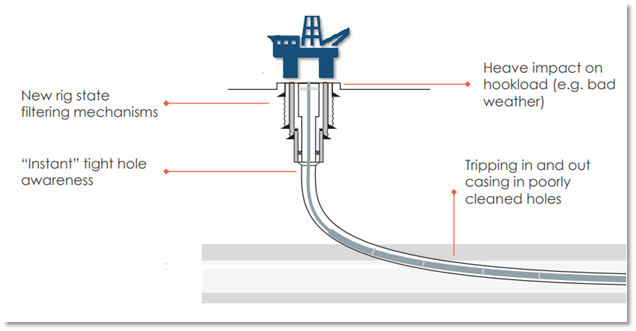 New rig state
filtering mechanisms
“Instant” tight hole
awareness
Heave impact on
hookload (e.g. bad
weather)
Tripping in and out
casing in poorly
cleaned holes